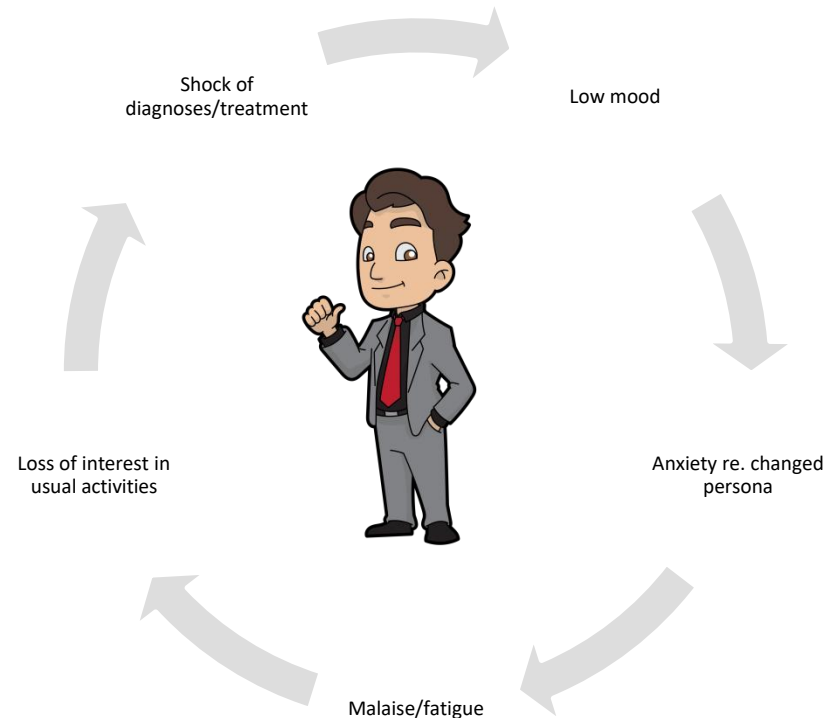 Shock of
diagnoses/treatment
Low mood
Anxiety re. changed
persona
Malaise/fatigue
Loss of interest in
usual activities